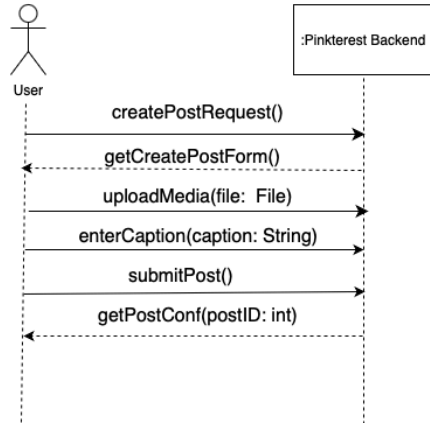 :Pinkterest Backend
User
createPostRequest()
getCreatePostForm()
uploadMedia(file: File)
enterCaption(caption: String)
submitPost()
getPostConf(postID: int)